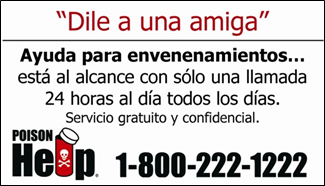 “Dile a una amiga”
Ayuda para envenenamientos...
está al alcance con sólo una llamada
24 horas al día todos los días.
Servicio gratuito y confidencial.
POISON
Help®
1-800-222-1222